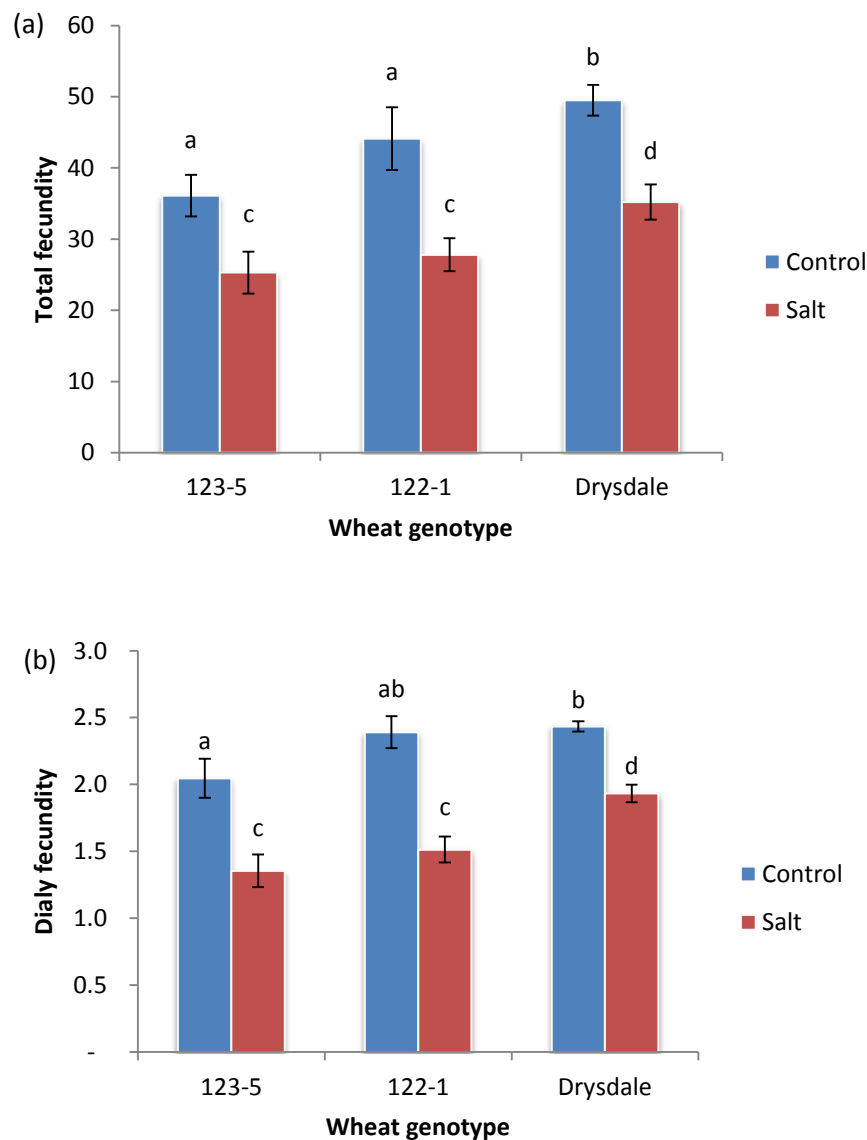 (a)
60
50
40
30
20
10
0
Total fecundity
a
c
a
c
b
d
Control
Salt
123-5
122-1
Drysdale
Wheat genotype
(b)
3.0
2.5
2.0
1.5
1.0
0.5
-
Dialy fecundity
a
c
ab
c
b
d
Control
Salt
123-5
122-1
Drysdale
Wheat genotype